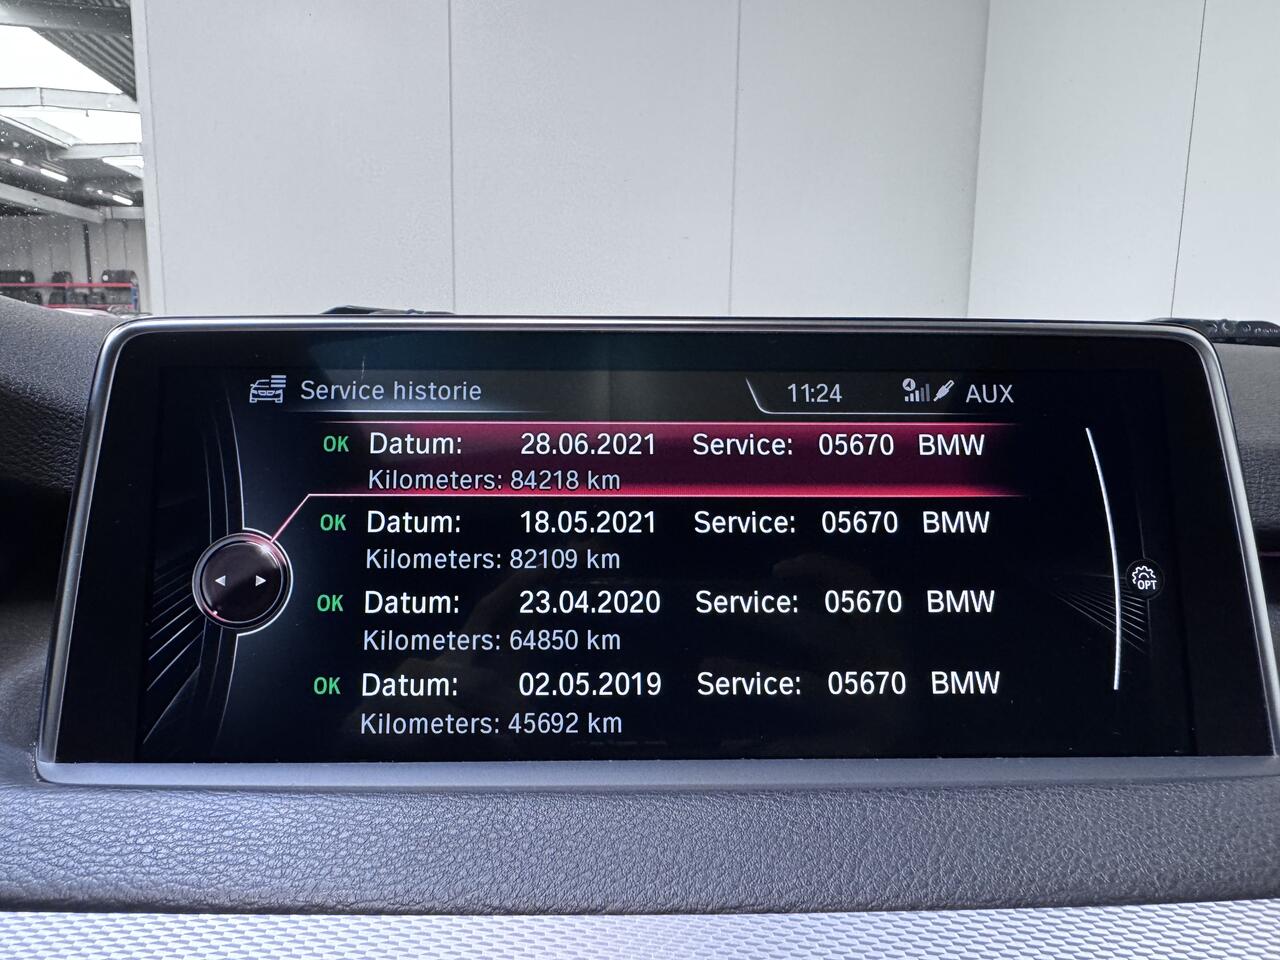 Service historie 11:24 AUX
OK Datum: 28.06.2021 Service: 05670 BMW
Kilometers: 84218 km
OK Datum: 18.05.2021 Service: 05670 BMW
Kilometers: 82109 km
OK Datum: 23.04.2020 Service: 05670 BMW
Kilometers: 64850 km
OK Datum: 02.05.2019 Service: 05670 BMW
Kilometers: 45692 km
OPT